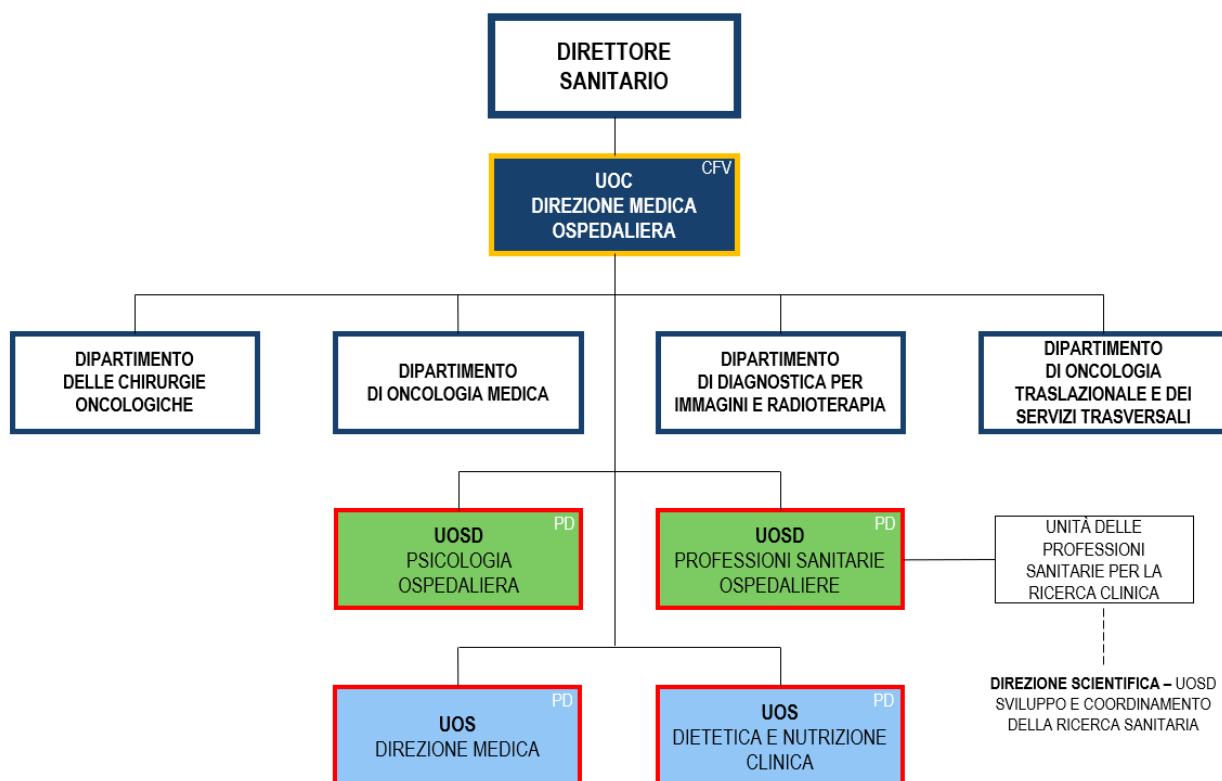 DIRETTORE
SANITARIO
CFV
UOC
DIREZIONE MEDICA
OSPEDALIERA
DIPARTIMENTO
DELLE CHIRURGIE
ONCOLOGICHE
DIPARTIMENTO
DI ONCOLOGIA MEDICA
DIPARTIMENTO
DI DIAGNOSTICA PER
IMMAGINI E RADIOTERAPIA
DIPARTIMENTO
DI ONCOLOGIA
TRASLAZIONALE E DEI
SERVIZI TRASVERSALI
PD
UOSD
PSICOLOGIA
OSPEDALIERA
PD
UOSD
PROFESSIONI SANITARIE
OSPEDALIERE
UNITÀ DELLE
PROFESSIONI
SANITARIE PER LA
RICERCA CLINICA
PD
UOS
DIREZIONE MEDICA
PD
UOS
DIETETICA E NUTRIZIONE
CLINICA
DIREZIONE SCIENTIFICA – UOSD
SVILUPPO E COORDINAMENTO
DELLA RICERCA SANITARIA